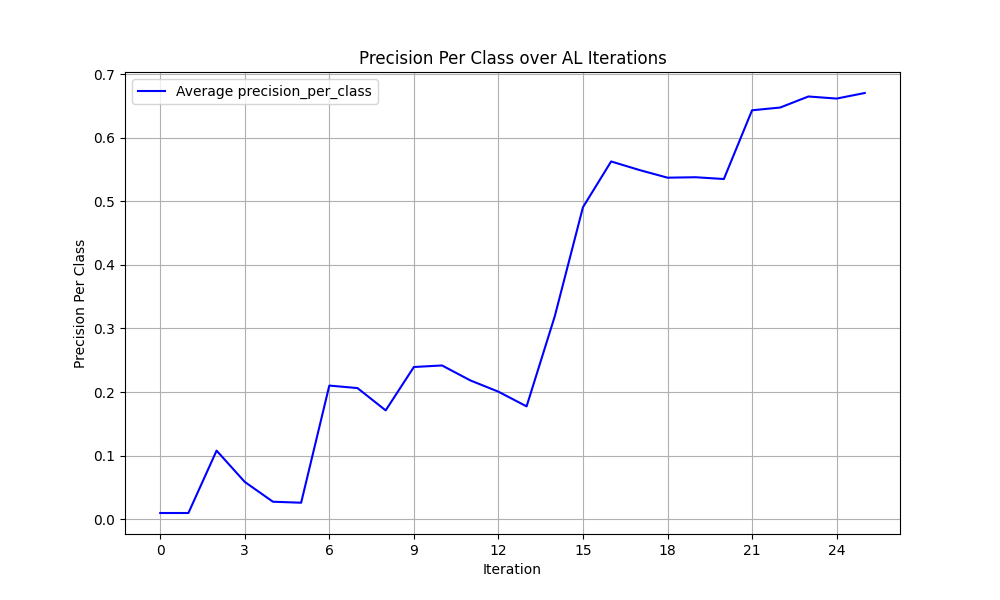 Precision Per Class over AL Iterations
Average precision_per_class
Precision Per Class
0.7
0.6
0.5
0.4
0.3
0.2
0.1
0.0
0 3 6 9 12 15 18 21 24
Iteration